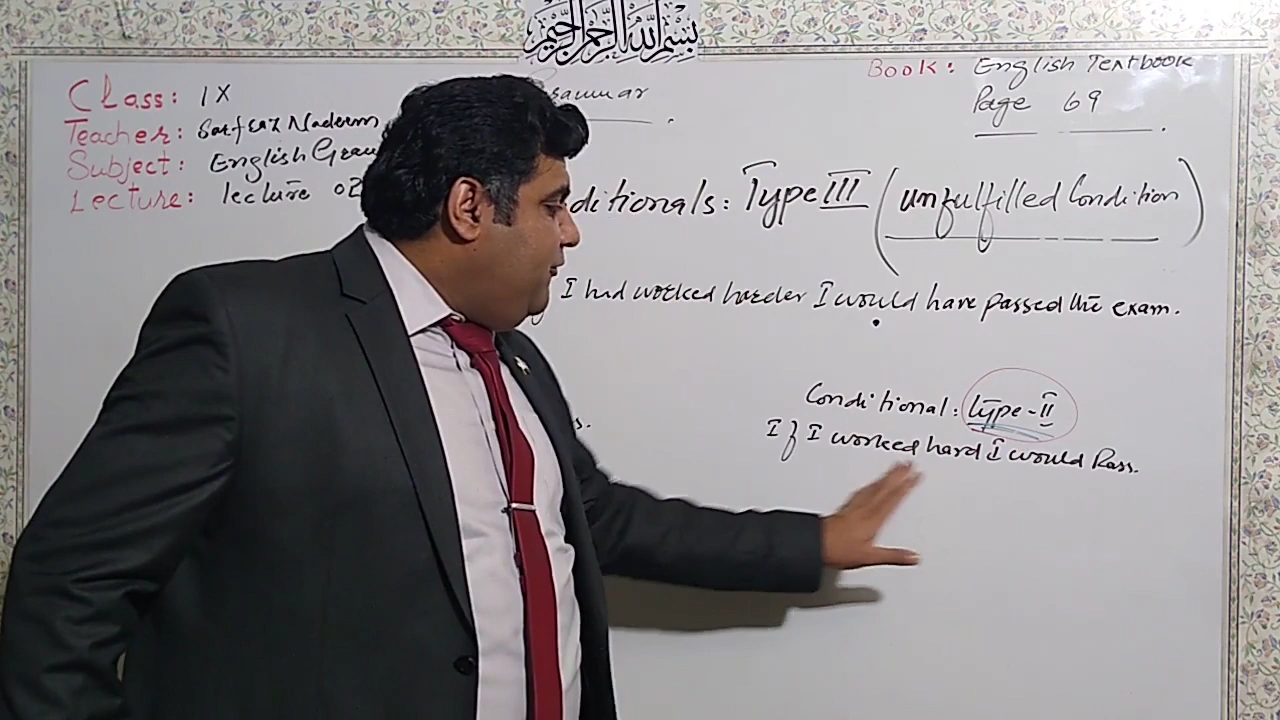 بسم الله الرحمن الرحيم
Class: IX
Teacher: Sarfraz Nadeem
Subject: English Gram
Lecture: Lecture 02
Grammar
Book: English Textbook
Page 69
ditionals: Type III (unfulfilled Condition)
I had worked harder I would have passed the exam.
s.
Conditional: type-II
If I worked hard I would Pass.